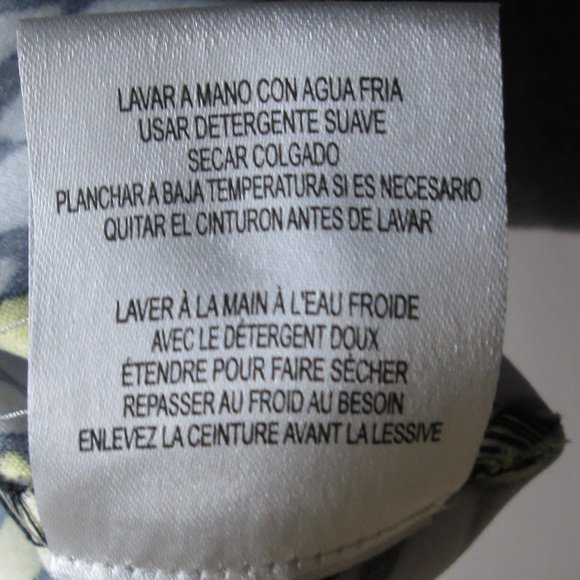 LAVAR A MANO CON AGUA FRIA
USAR DETERGENTE SUAVE
SECAR COLGADO
PLANCHAR A BAJA TEMPERATURA SI ES NECESARIO
QUITAR EL CINTURON ANTES DE LAVAR
LAVER À LA MAIN À L'EAU FROIDE
AVEC LE DÉTERGENT DOUX
ÉTENDRE POUR FAIRE SÉCHER
REPASSER AU FROID AU BESOIN
ENLEVEZ LA CEINTURE AVANT LA LESSIVE